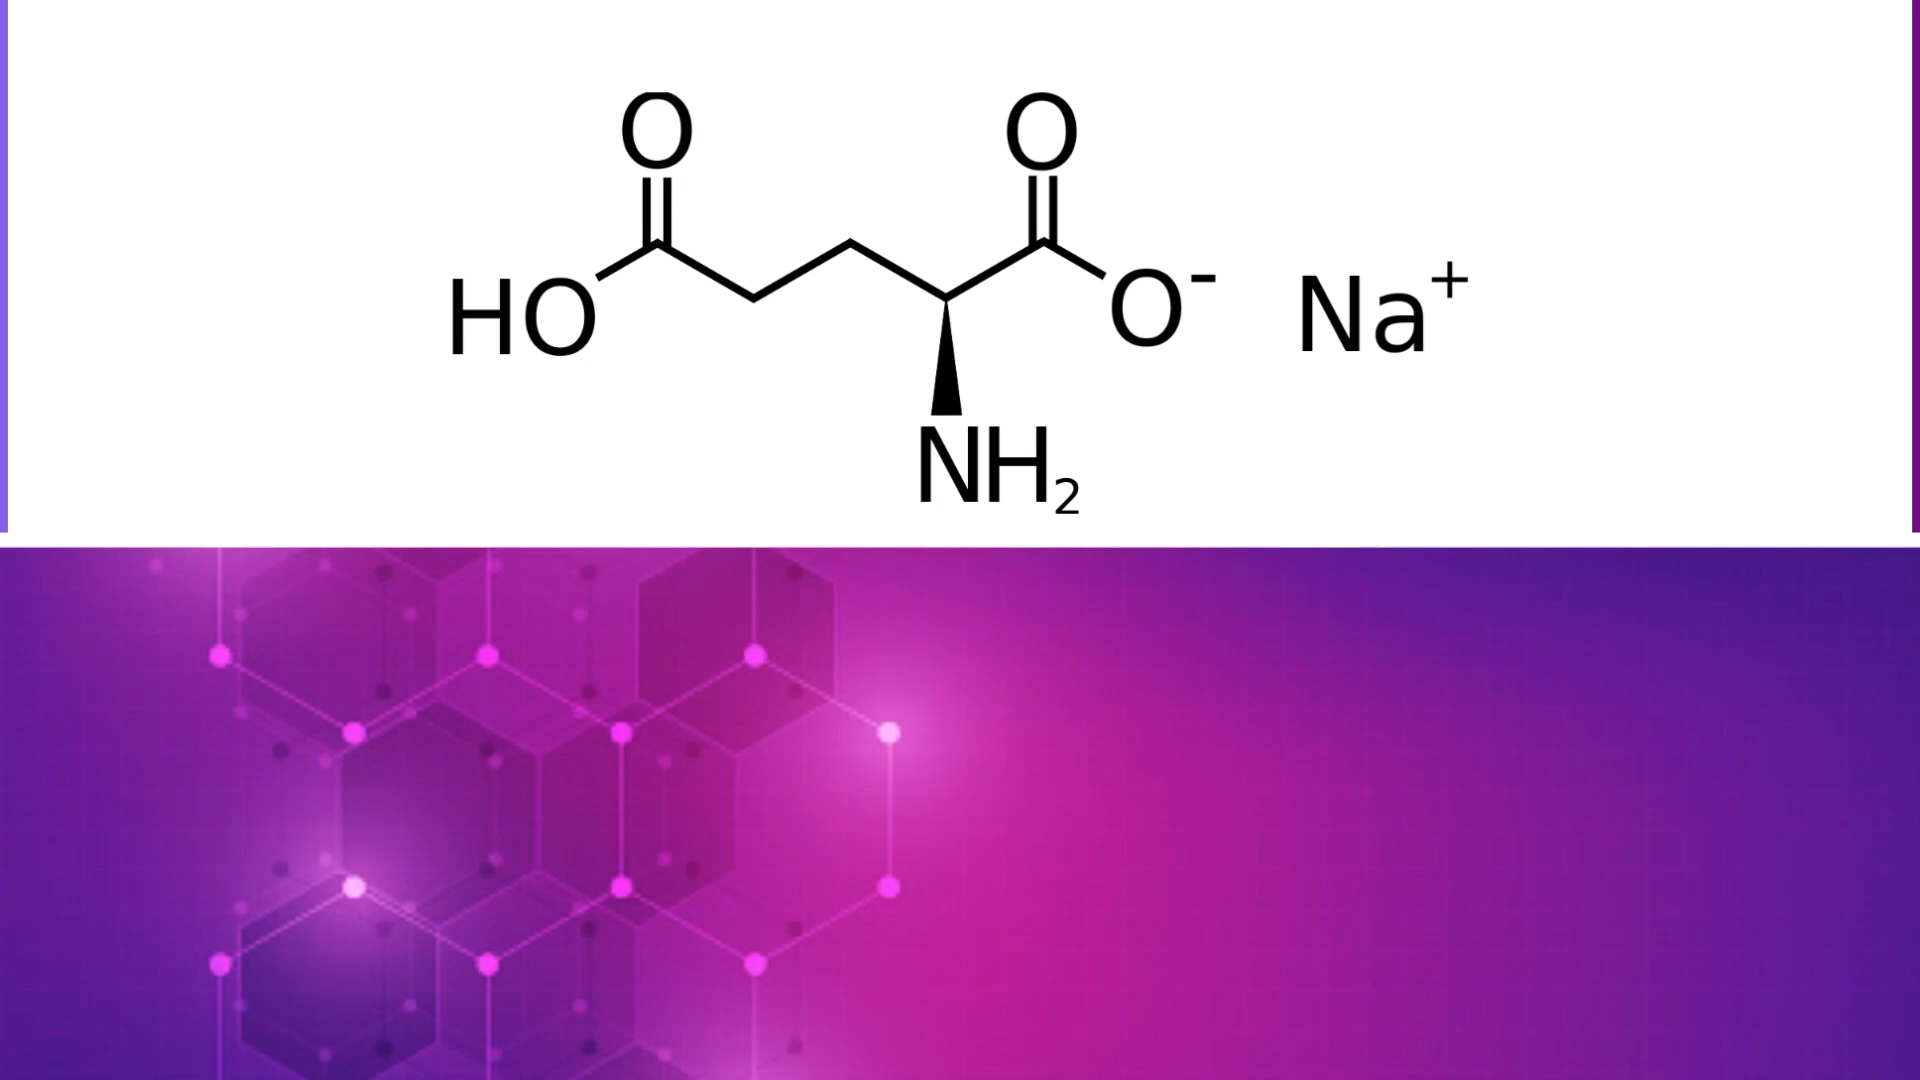 O O
HO O⁻ Na⁺
NH₂